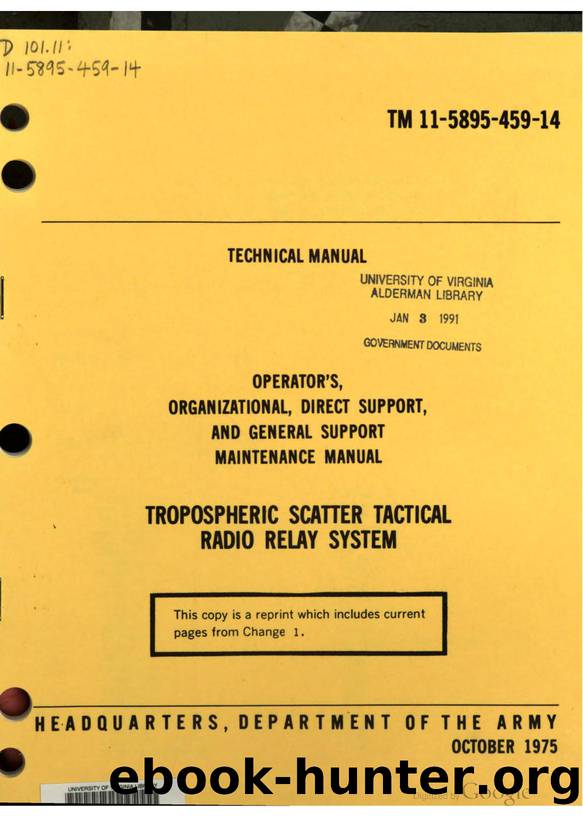 D 101.11:
11-5895-459-14
TM 11-5895-459-14
TECHNICAL MANUAL
UNIVERSITY OF VIRGINIA
ALDERMAN LIBRARY
JAN 3 1991
GOVERNMENT DOCUMENTS
OPERATOR'S,
ORGANIZATIONAL, DIRECT SUPPORT,
AND GENERAL SUPPORT
MAINTENANCE MANUAL
TROPOSPHERIC SCATTER TACTICAL
RADIO RELAY SYSTEM
This copy is a reprint which includes current
pages from Change 1.
HEADQUARTERS, DEPARTMENT OF THE ARMY
OCTOBER 1975
ebook-hunter.org
UNIVERSITY OF
Google